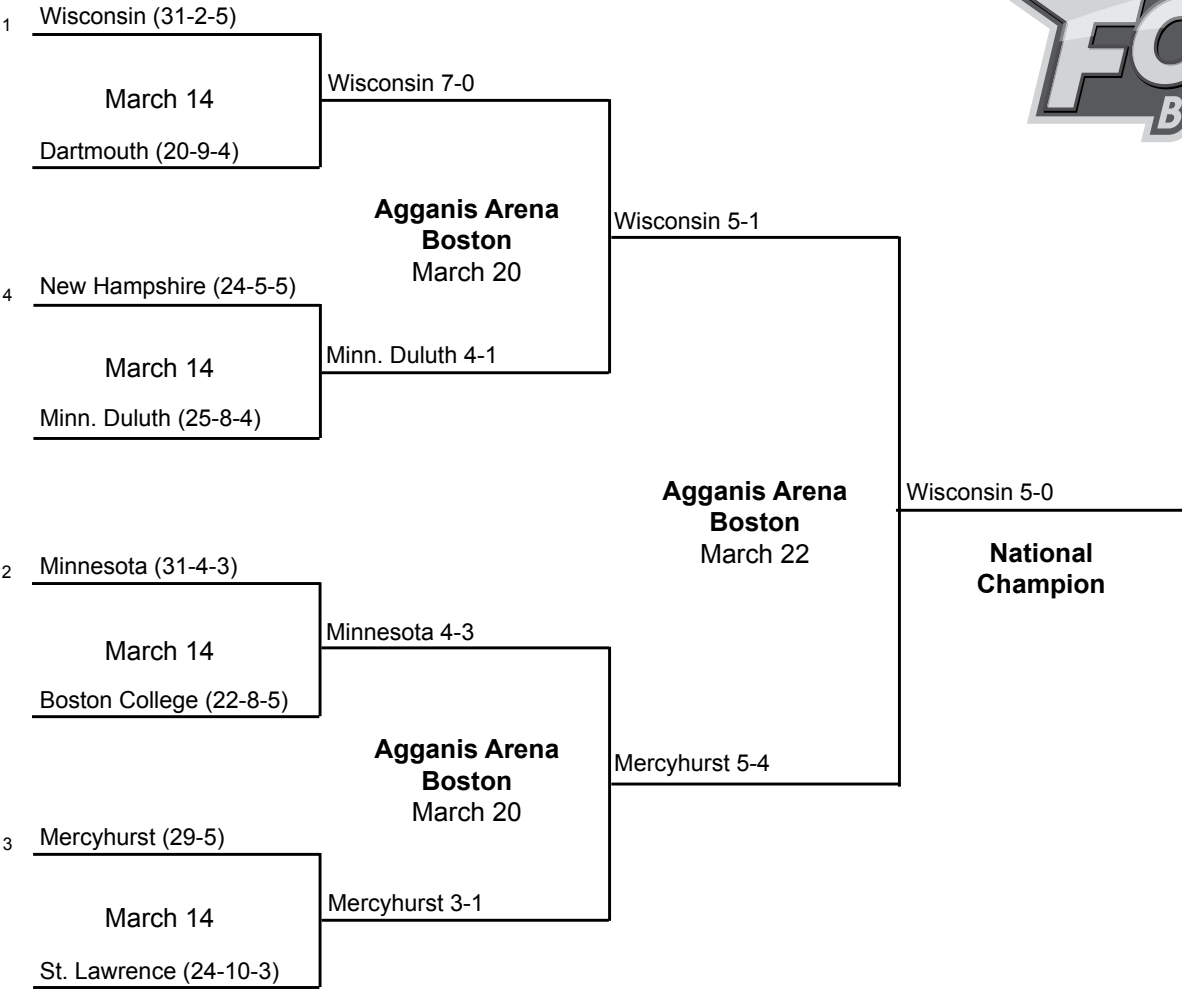 1 Wisconsin (31-2-5)
March 14
Dartmouth (20-9-4)
Wisconsin 7-0
4 New Hampshire (24-5-5)
March 14
Minn. Duluth (25-8-4)
Minn. Duluth 4-1
Agganis Arena
Boston
March 20
Wisconsin 5-1
2 Minnesota (31-4-3)
March 14
Boston College (22-8-5)
Minnesota 4-3
3 Mercyhurst (29-5)
March 14
St. Lawrence (24-10-3)
Mercyhurst 3-1
Agganis Arena
Boston
March 20
Mercyhurst 5-4
Agganis Arena
Boston
March 22
Wisconsin 5-0
National
Champion